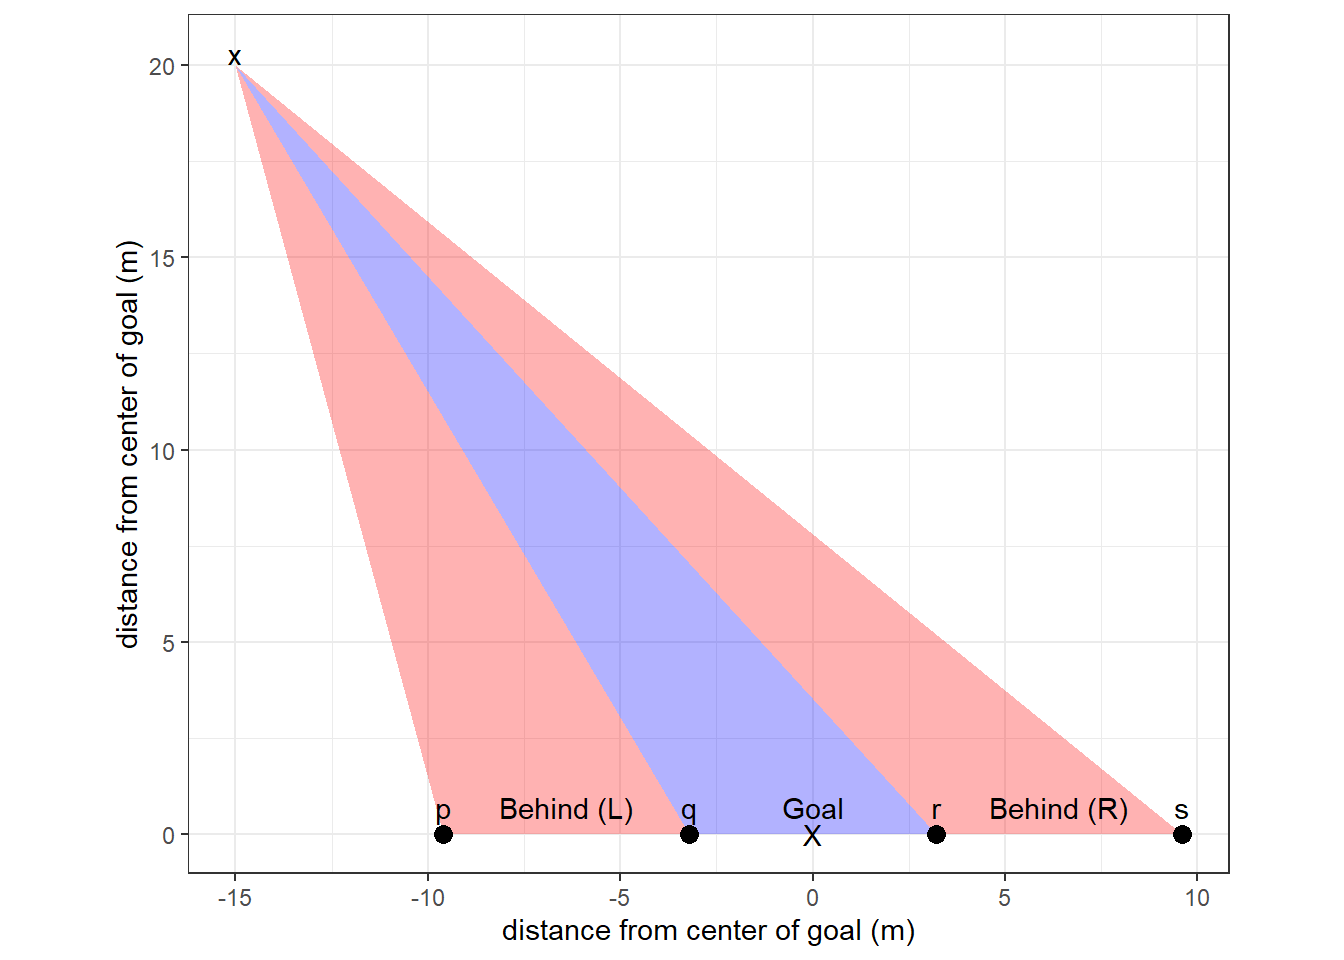 x
20
15
10
5
0
distance from center of goal (m)
p Behind (L) q Goal r Behind (R) s
X
-15 -10 -5 0 5 10
distance from center of goal (m)